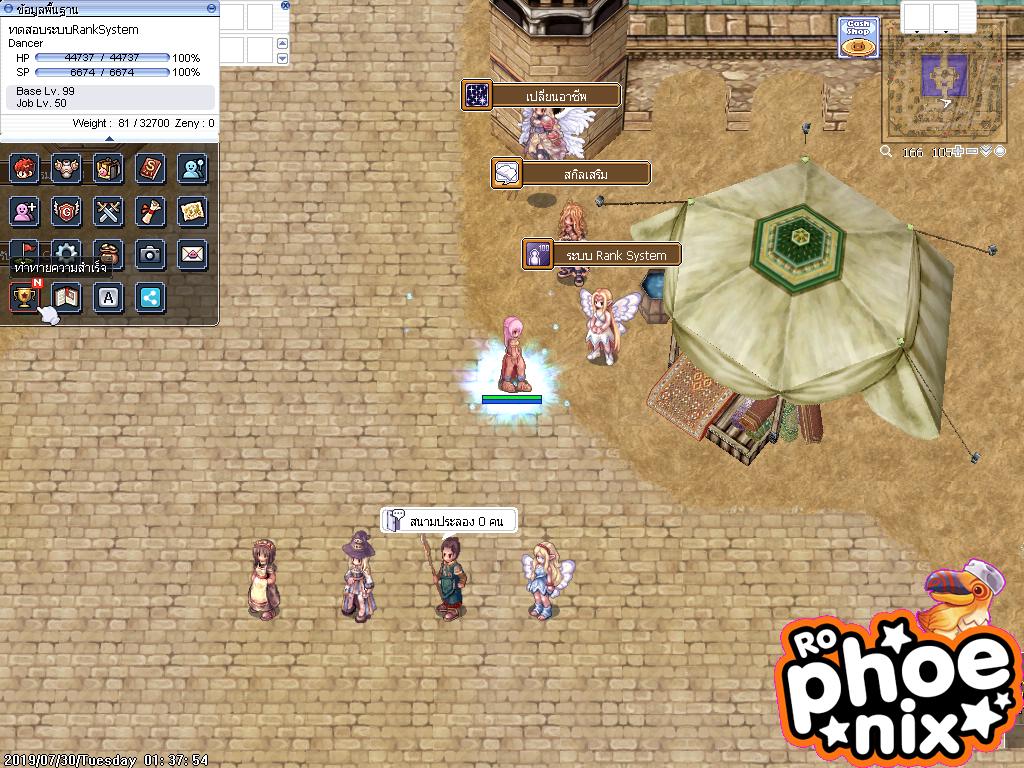 ข้อมูลพื้นฐาน
ทดสอบระบบRankSystem
Dancer
HP 44737 / 44737 100%
SP 6674 / 6674 100%
Base Lv. 99
Job Lv. 50
Weight : 81 / 32700 Zeny : 0
Cash Shop
166 105
เปลี่ยนอาชีพ
สกิลเสริม
ระบบ Rank System
ท้าทายความสำเร็จ
N
A
สนามประลอง 0 คน
RO
phoe
nix
2019/07/30/Tuesday 01:37:54